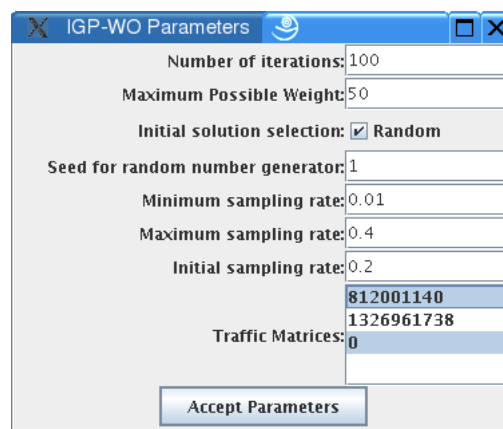 IGP-WO Parameters
Number of iterations: 100
Maximum Possible Weight: 50
Initial solution selection: Random
Seed for random number generator: 1
Minimum sampling rate: 0.01
Maximum sampling rate: 0.4
Initial sampling rate: 0.2
812001140
1326961738
Traffic Matrices: 0
Accept Parameters